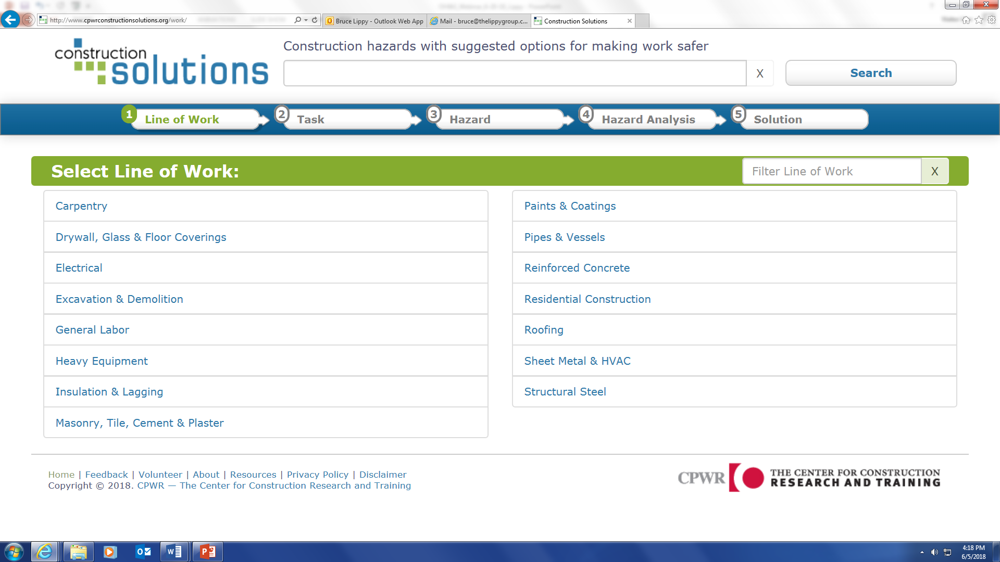 http://www.cpwrconstructionsolutions.org/work/
Bruce Lippy - Outlook Web App
Mail - bruce@thelippygroup.c...
Construction Solutions
construction
solutions
Construction hazards with suggested options for making work safer
X
Search
1 Line of Work
2 Task
3 Hazard
4 Hazard Analysis
5 Solution
Select Line of Work:
Filter Line of Work
X
Carpentry
Drywall, Glass & Floor Coverings
Electrical
Excavation & Demolition
General Labor
Heavy Equipment
Insulation & Lagging
Masonry, Tile, Cement & Plaster
Paints & Coatings
Pipes & Vessels
Reinforced Concrete
Residential Construction
Roofing
Sheet Metal & HVAC
Structural Steel
Home | Feedback | Volunteer | About | Resources | Privacy Policy | Disclaimer
Copyright © 2018. CPWR — The Center for Construction Research and Training
CPWR
THE CENTER FOR CONSTRUCTION
RESEARCH AND TRAINING
4:18 PM
6/5/2018